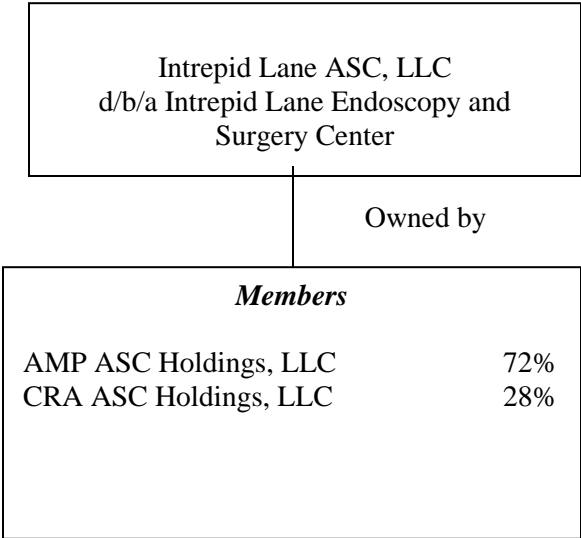 Intrepid Lane ASC, LLC
d/b/a Intrepid Lane Endoscopy and
Surgery Center
Owned by
Members
AMP ASC Holdings, LLC 72%
CRA ASC Holdings, LLC 28%